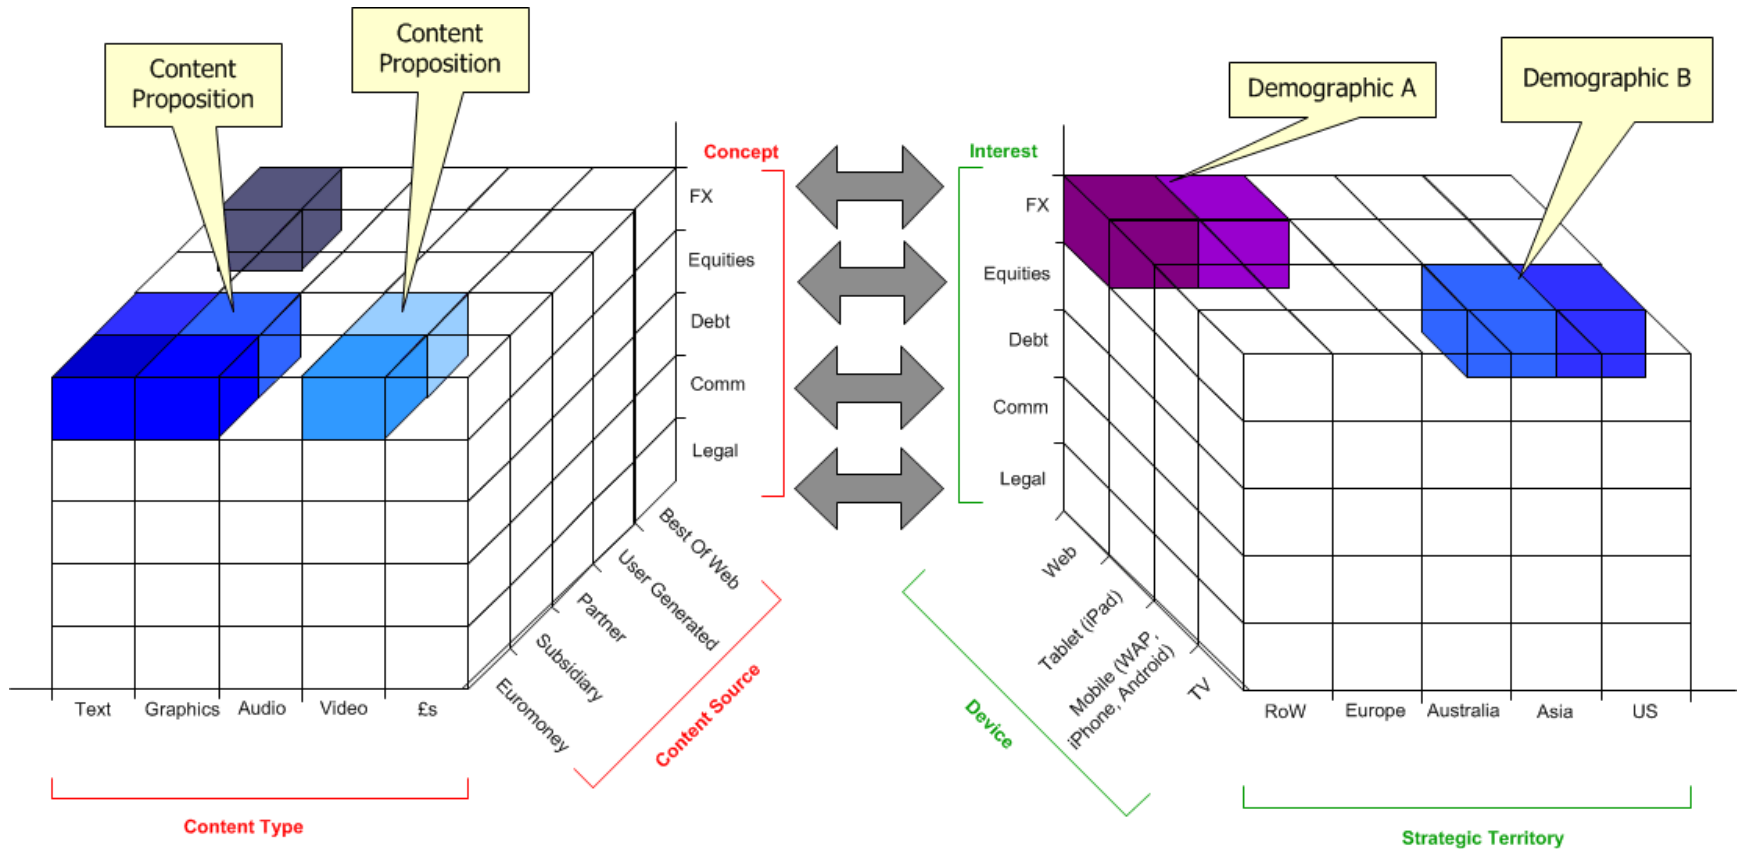 Content
Proposition
Content
Proposition
Demographic A
Demographic B
Concept
FX
Equities
Debt
Comm
Legal
Best Of Web
User Generated
Partner
Subsidiary
Euromoney
Content Source
Text
Graphics
Audio
Video
£s
Content Type
Interest
FX
Equities
Debt
Comm
Legal
Web
Tablet (iPad)
Mobile (WAP,
iPhone, Android)
TV
Device
RoW
Europe
Australia
Asia
US
Strategic Territory